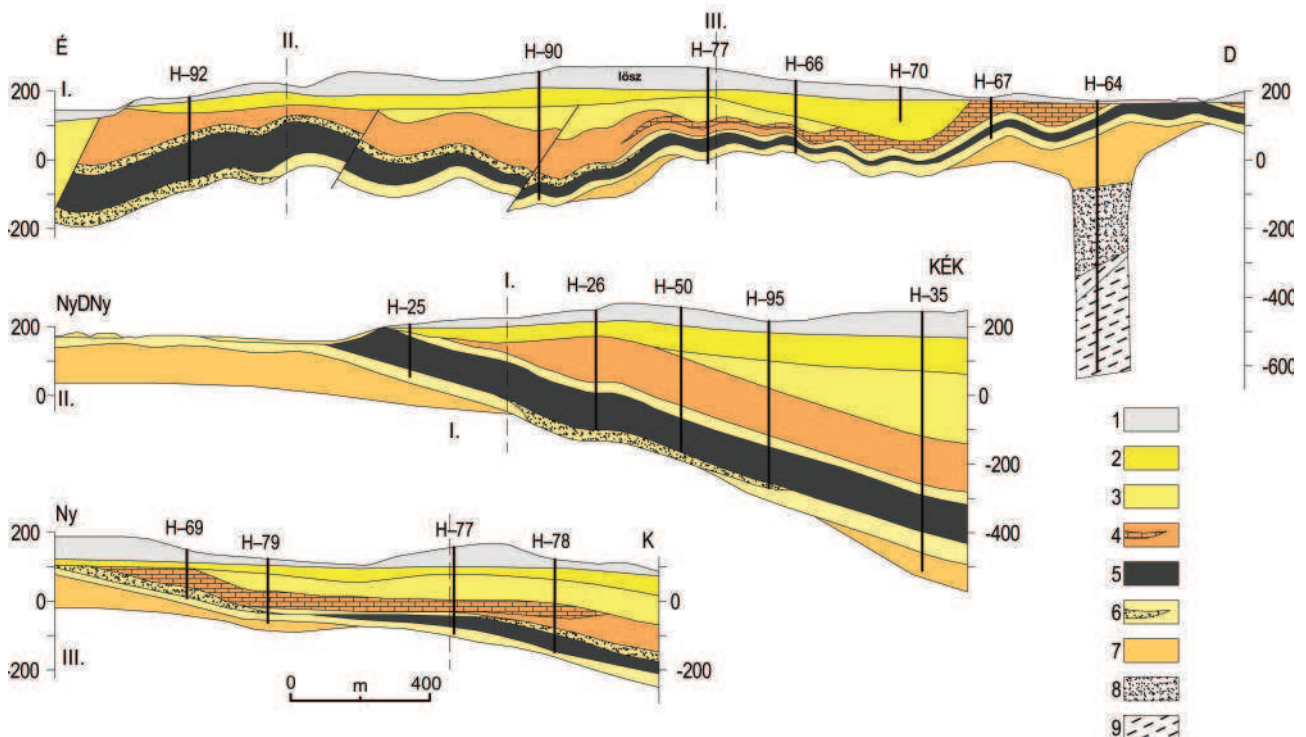 É II. III. D
H–92 H–90 H–77 H–66 H–70 H–67 H–64
lösz
I.
200 200
0 0
-200 -200
-400
-600
NyDNy I. KÉK
H–25 H–26 H–50 H–95 H–35
200 200
0 0
-200
-400
II. I.
Ny K
H–69 H–79 H–77 H–78
200 200
0 0
-200 -200
III.
0 m 400
1
2
3
4
5
6
7
8
9